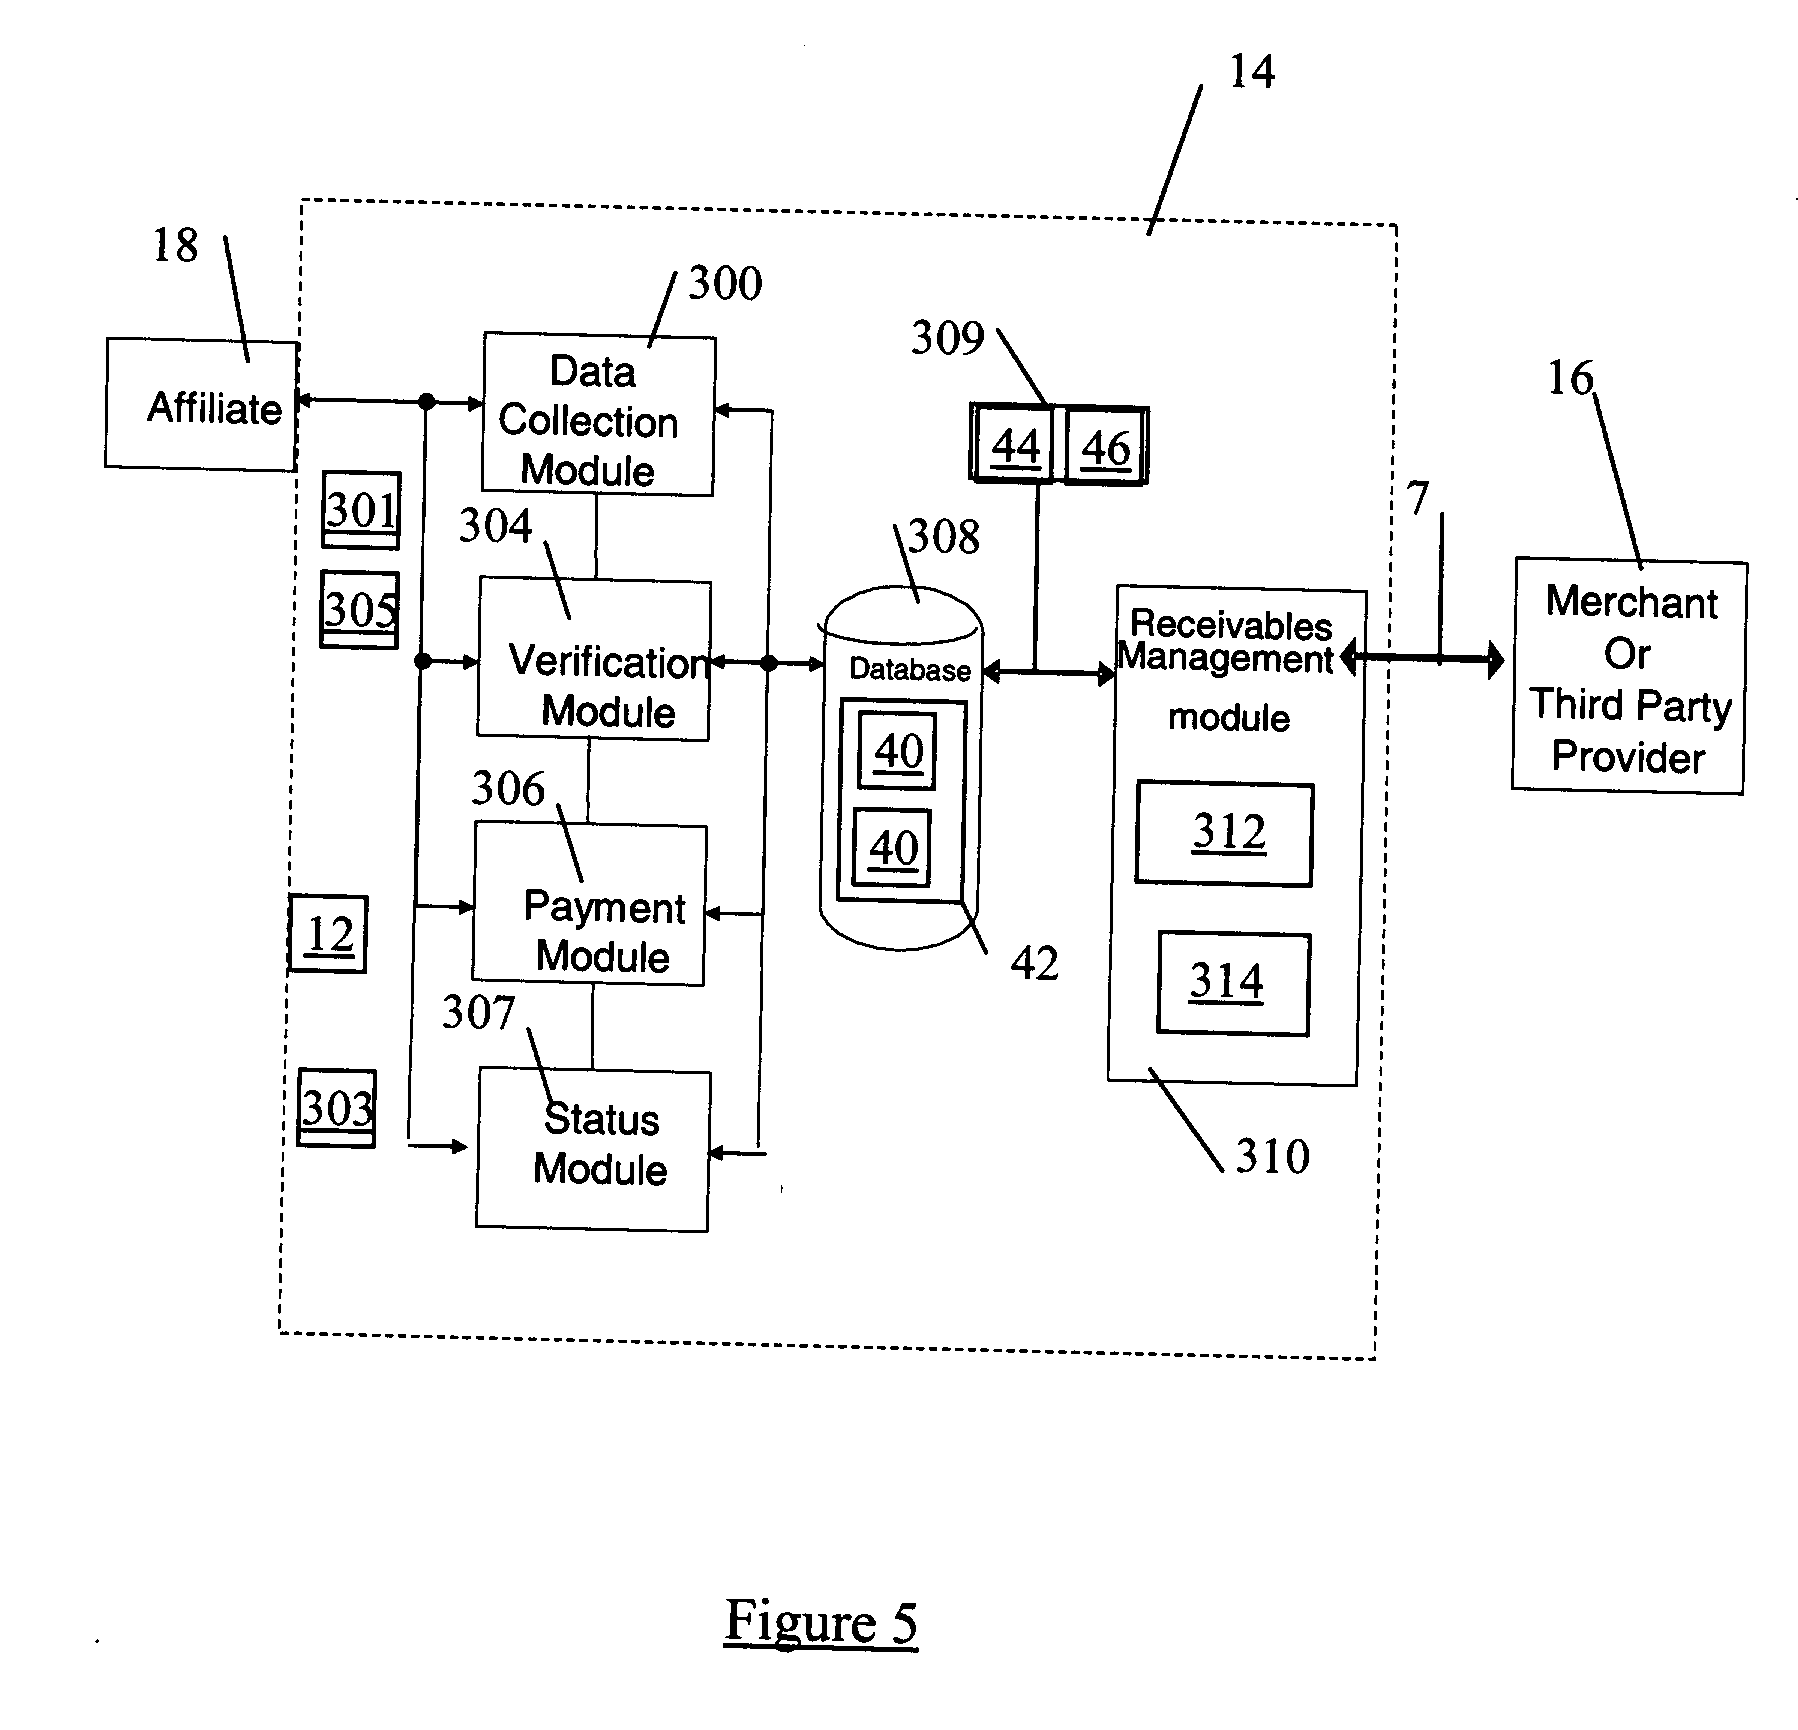 14
18
300
Data
Collection
Module
Affiliate
309
44 46
16
301
304
7
308
305
Verification
Module
Database
40
40
42
Receivables
Management
module
312
314
310
Merchant
Or
Third Party
Provider
306
Payment
Module
12
307
303
Status
Module
Figure 5